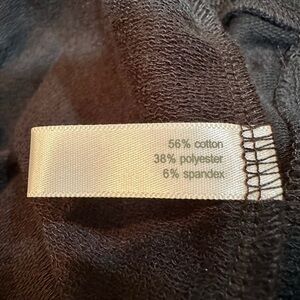 56% cotton
38% polyester
6% spandex